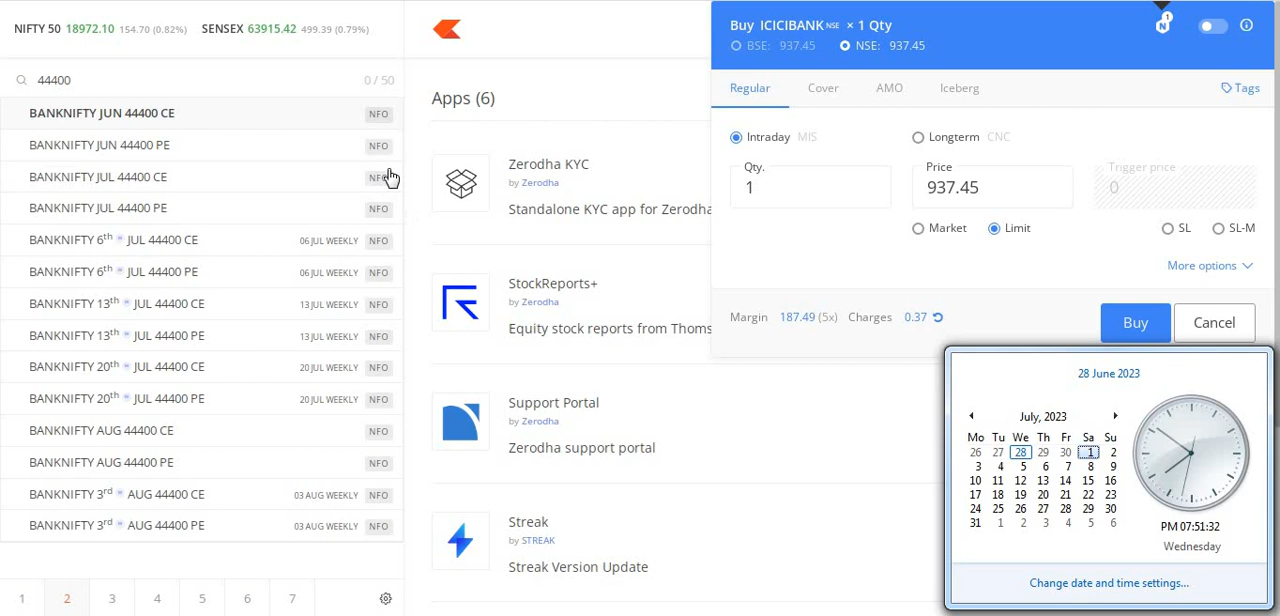 NIFTY 50 18972.10 154.70 (0.82%) SENSEX 63915.42 499.39 (0.79%)
44400 0 / 50
BANKNIFTY JUN 44400 CE NFO
BANKNIFTY JUN 44400 PE NFO
BANKNIFTY JUL 44400 CE NFO
BANKNIFTY JUL 44400 PE NFO
BANKNIFTY 6th w JUL 44400 CE 06 JUL WEEKLY NFO
BANKNIFTY 6th w JUL 44400 PE 06 JUL WEEKLY NFO
BANKNIFTY 13th w JUL 44400 CE 13 JUL WEEKLY NFO
BANKNIFTY 13th w JUL 44400 PE 13 JUL WEEKLY NFO
BANKNIFTY 20th w JUL 44400 CE 20 JUL WEEKLY NFO
BANKNIFTY 20th w JUL 44400 PE 20 JUL WEEKLY NFO
BANKNIFTY AUG 44400 CE NFO
BANKNIFTY AUG 44400 PE NFO
BANKNIFTY 3rd w AUG 44400 CE 03 AUG WEEKLY NFO
BANKNIFTY 3rd w AUG 44400 PE 03 AUG WEEKLY NFO
1 2 3 4 5 6 7
Apps (6)
Zerodha KYC
by Zerodha
Standalone KYC app for Zerodha
StockReports+
by Zerodha
Equity stock reports from Thoms
Support Portal
by Zerodha
Zerodha support portal
Streak
by STREAK
Streak Version Update
Buy ICICIBANK NSE × 1 Qty
N 1
BSE: 937.45 NSE: 937.45
Regular Cover AMO Iceberg Tags
Intraday MIS Longterm CNC
Qty. Price Trigger price
1 937.45 0
Market Limit SL SL-M
More options
Margin 187.49 (5x) Charges 0.37 Buy Cancel
28 June 2023
July, 2023
Mo Tu We Th Fr Sa Su
26 27 28 29 30 1 2
3 4 5 6 7 8 9
10 11 12 13 14 15 16
17 18 19 20 21 22 23
24 25 26 27 28 29 30
31 1 2 3 4 5 6
PM 07:51:32
Wednesday
Change date and time settings...